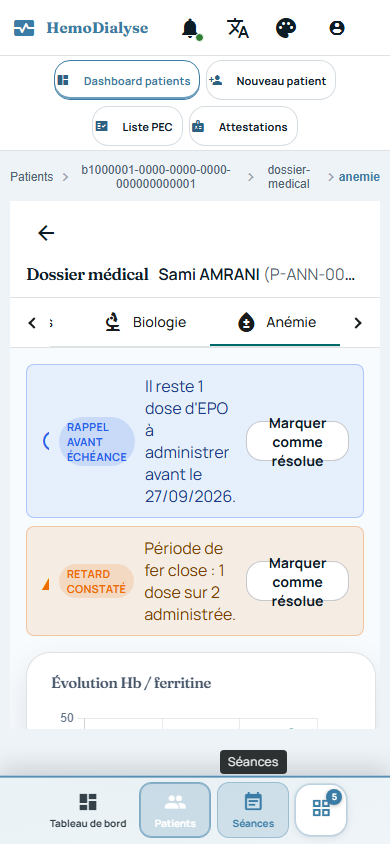 HemoDialyse
Dashboard patients
Nouveau patient
Liste PEC
Attestations
Patients
b1000001-0000-0000-0000-
000000000001
dossier-
medical
anemie
Dossier médical Sami AMRANI (P-ANN-00…
s
Biologie
Anémie
RAPPEL
AVANT
ÉCHÉANCE
Il reste 1
dose d'EPO
à
administrer
avant le
27/09/2026.
Marquer
comme
résolue
RETARD
CONSTATÉ
Période de
fer close : 1
dose sur 2
administrée.
Marquer
comme
résolue
Évolution Hb / ferritine
50
Séances
Tableau de bord
Patients
Séances
5